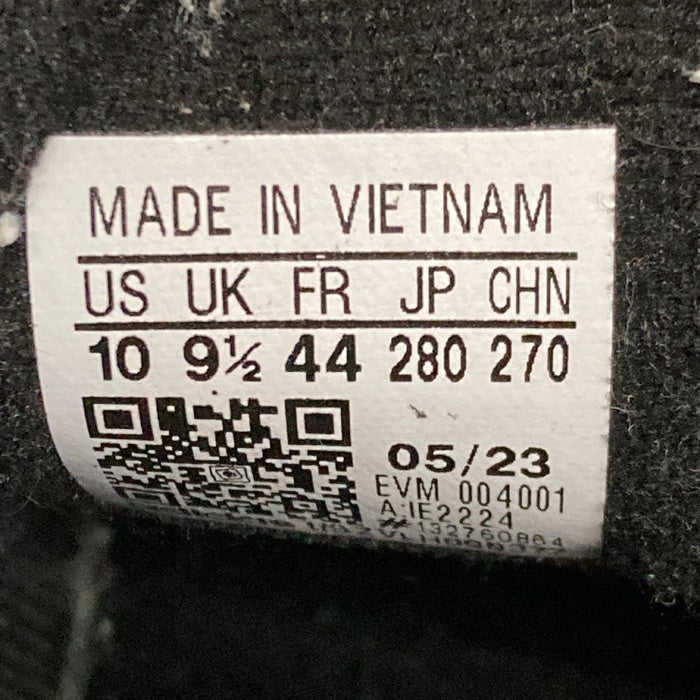 MADE IN VIETNAM
US UK FR JP CHN
10 9½ 44 280 270
05/23
EVM 004001
A:IE2224
#132760864